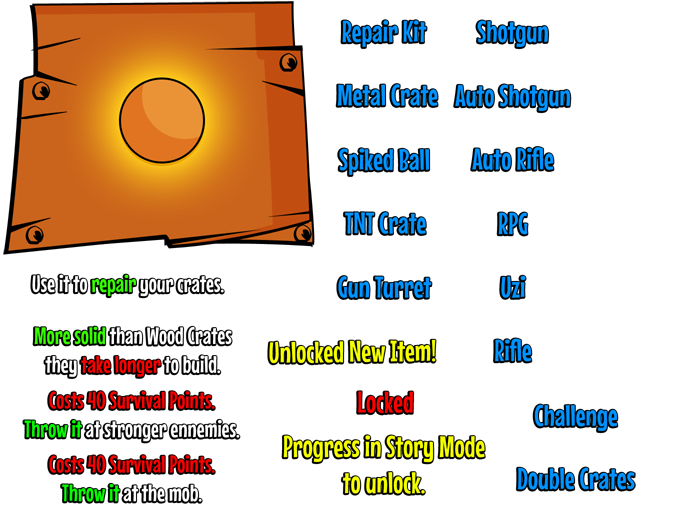 Repair Kit
Shotgun
Metal Crate
Auto Shotgun
Spiked Ball
Auto Rifle
TNT Crate
RPG
Gun Turret
Uzi
Use it to repair your crates.
More solid than Wood Crates
they take longer to build.
Costs 40 Survival Points.
Throw it at stronger ennemies.
Costs 40 Survival Points.
Throw it at the mob.
Unlocked New Item!
Rifle
Locked
Progress in Story Mode
to unlock.
Challenge
Double Crates